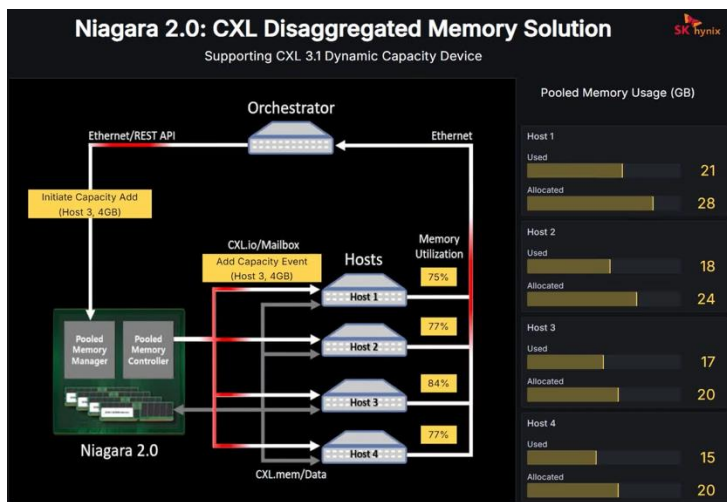 Niagara 2.0: CXL Disaggregated Memory Solution
SK hynix
Supporting CXL 3.1 Dynamic Capacity Device
Orchestrator
Ethernet/REST API
Ethernet
Initiate Capacity Add
(Host 3, 4GB)
CXL.io/Mailbox
Add Capacity Event
(Host 3, 4GB)
Hosts
Memory
Utilization
Host 1
75%
Host 2
77%
Host 3
84%
Host 4
77%
Pooled
Memory
Manager
Pooled
Memory
Controller
Niagara 2.0
CXL.mem/Data
Pooled Memory Usage (GB)
Host 1
Used
21
Allocated
28
Host 2
Used
18
Allocated
24
Host 3
Used
17
Allocated
20
Host 4
Used
15
Allocated
20